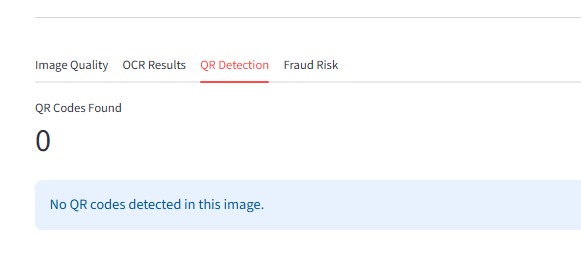 Image Quality OCR Results QR Detection Fraud Risk
QR Codes Found
0
No QR codes detected in this image.